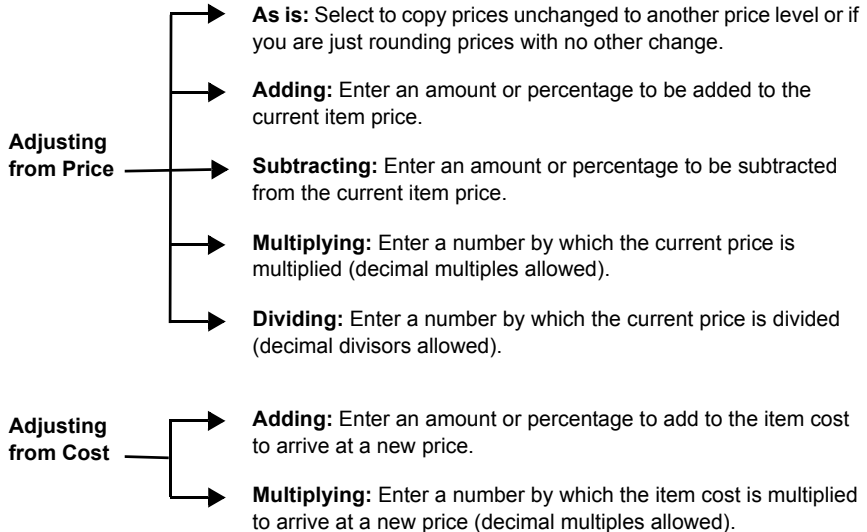 As is: Select to copy prices unchanged to another price level or if
you are just rounding prices with no other change.
Adding: Enter an amount or percentage to be added to the
current item price.
Adjusting
from Price
Subtracting: Enter an amount or percentage to be subtracted
from the current item price.
Multiplying: Enter a number by which the current price is
multiplied (decimal multiples allowed).
Dividing: Enter a number by which the current price is divided
(decimal divisors allowed).
Adjusting
from Cost
Adding: Enter an amount or percentage to add to the item cost
to arrive at a new price.
Multiplying: Enter a number by which the item cost is multiplied
to arrive at a new price (decimal multiples allowed).